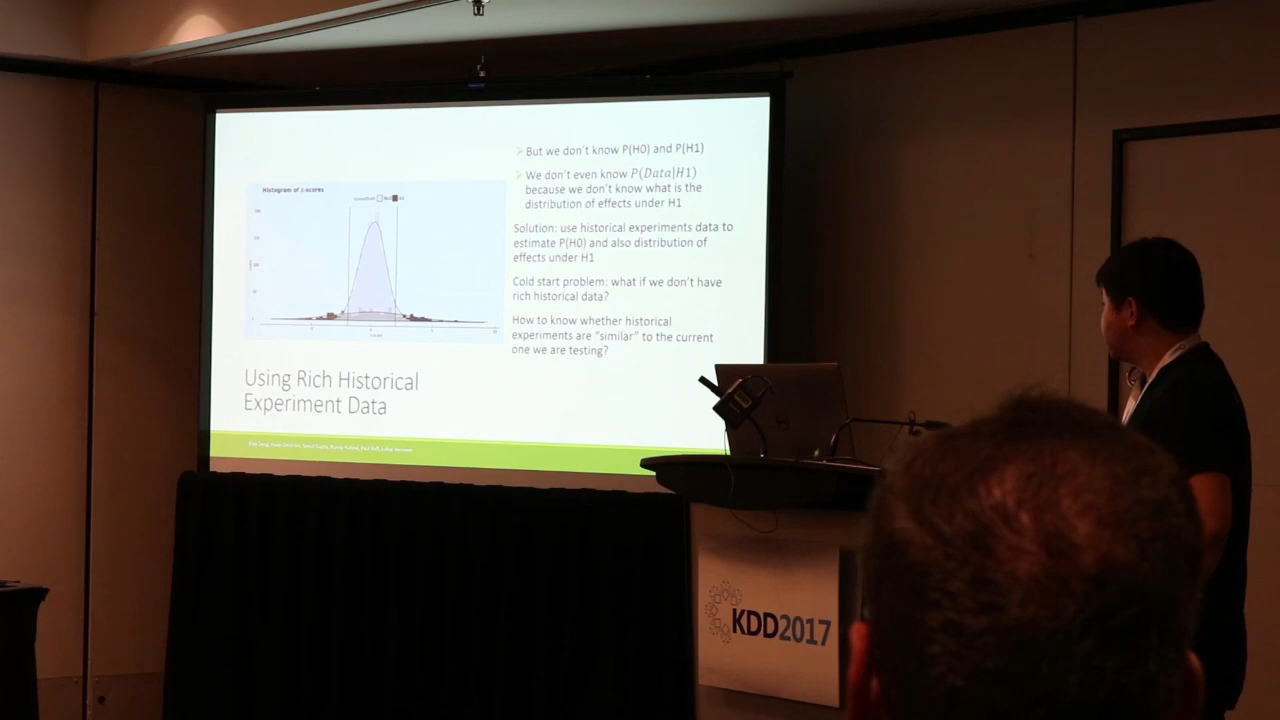 But we don't know P(H0) and P(H1)
We don't even know P(Data|H1)
because we don't know what is the
distribution of effects under H1
Solution: use historical experiments data to
estimate P(H0) and also distribution of
effects under H1
Cold start problem: what if we don't have
rich historical data?
How to know whether historical
experiments are "similar" to the current
one we are testing?
Histogram of z-scores
Using Rich Historical
Experiment Data
KDD2017